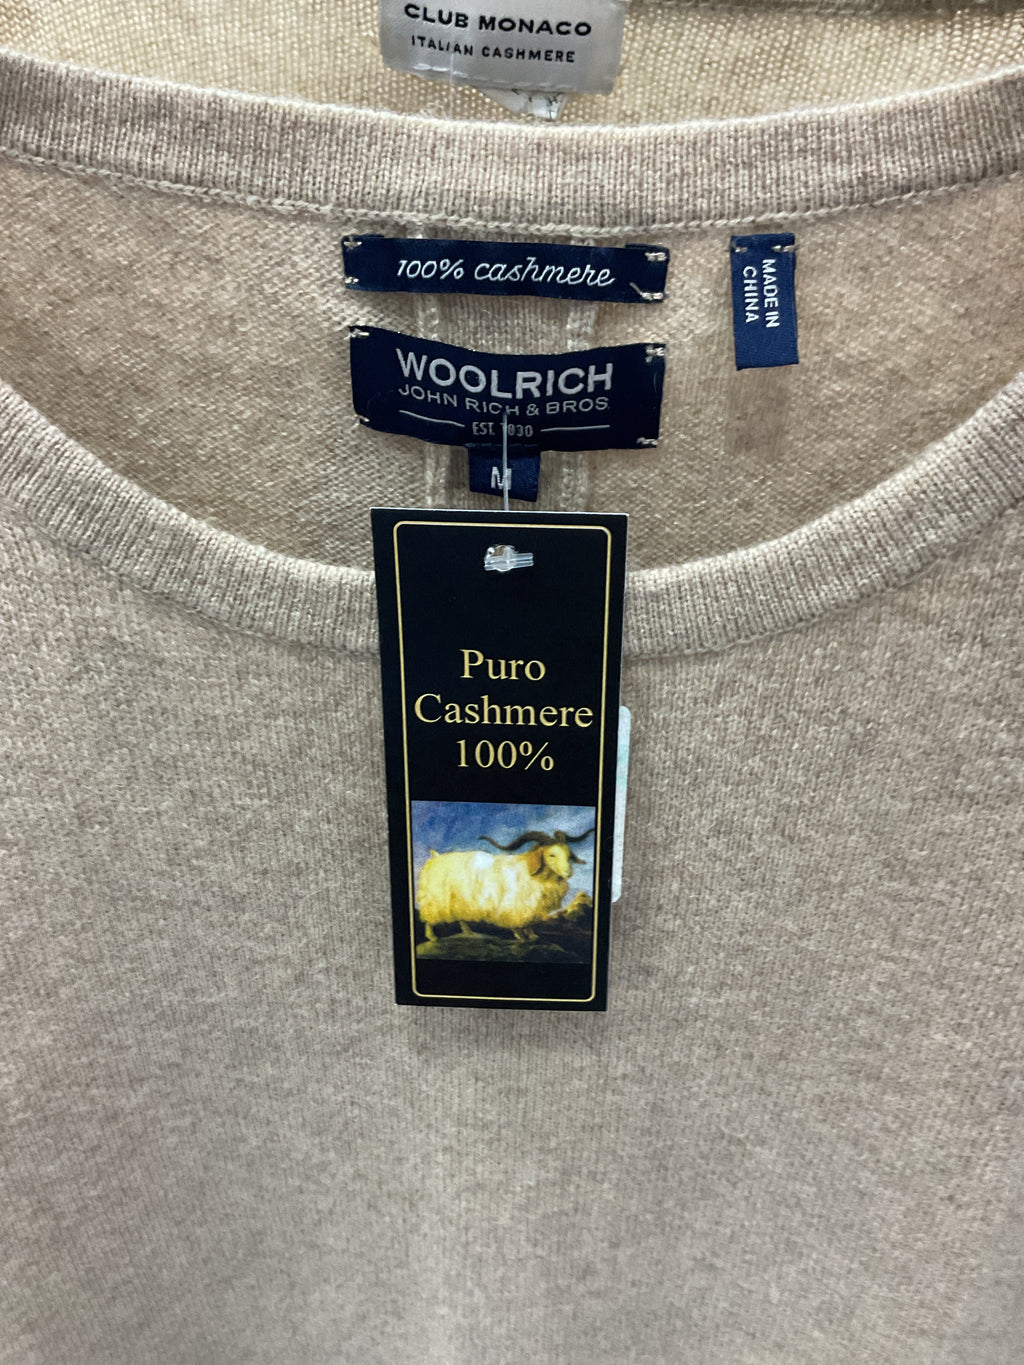 CLUB MONACO
ITALIAN CASHMERE
100% cashmere
MADE IN
CHINA
WOOLRICH
JOHN RICH & BROS.
EST. 1830
M
Puro
Cashmere
100%